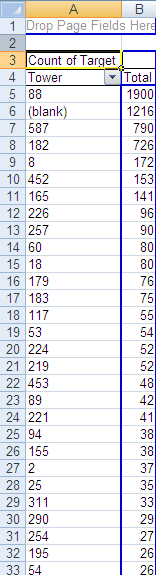 A B
1 Drop Page Fields Here
2
3 Count of Target
4 Tower Total
5 88 1900
6 (blank) 1216
7 587 790
8 182 726
9 8 172
10 452 153
11 165 141
12 226 96
13 257 90
14 60 80
15 18 80
16 179 76
17 183 75
18 117 55
19 53 54
20 224 52
21 219 52
22 453 48
23 89 42
24 221 41
25 94 38
26 155 38
27 2 37
28 25 35
29 311 33
30 290 29
31 254 27
32 195 26
33 54 26